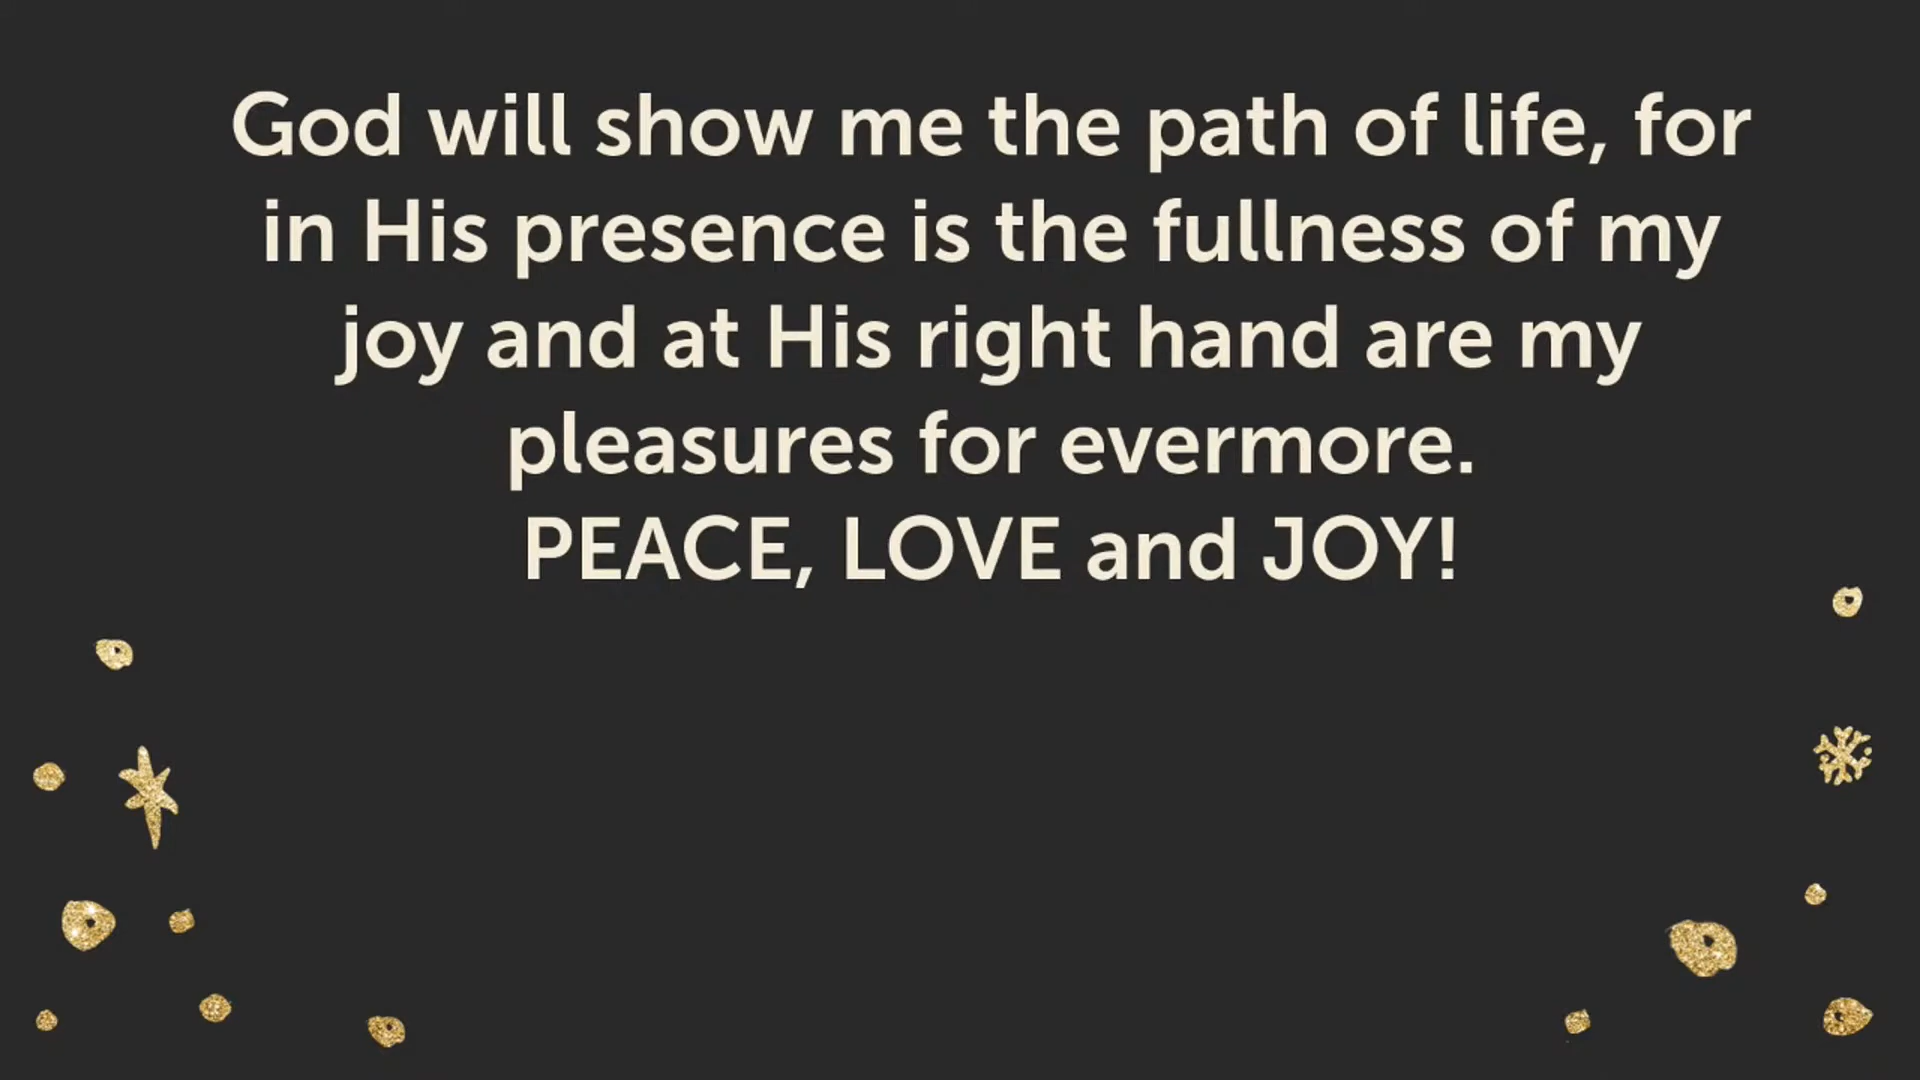 God will show me the path of life, for
in His presence is the fullness of my
joy and at His right hand are my
pleasures for evermore.
PEACE, LOVE and JOY!